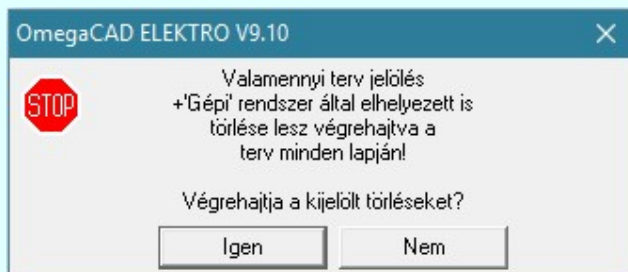 OmegaCAD ELEKTRO V9.10
STOP
Valamennyi terv jelölés
+'Gépi' rendszer által elhelyezett is
törlése lesz végrehajtva a
terv minden lapján!
Végrehajtja a kijelölt törléseket?
Igen
Nem